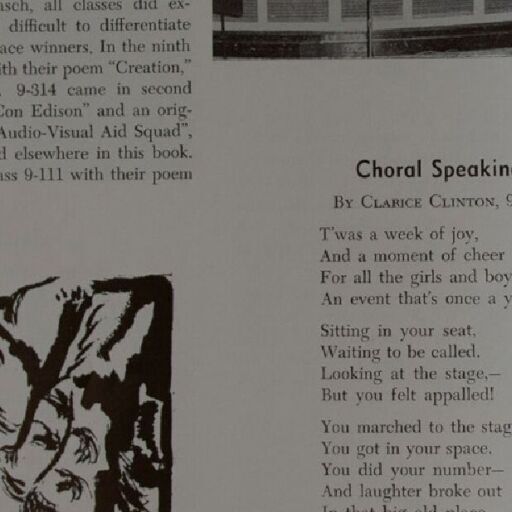 asch, all classes did ex-
difficult to differentiate
ace winners, In the ninth
ith their poem "Creation,"
9-314 came in second
Con Edison" and an orig-
Audio-Visual Aid Squad",
d elsewhere in this book.
ass 9-111 with their poem
Choral Speakin
BY CLARICE CLINTON, 9
T'was a week of joy,
And a moment of cheer
For all the girls and boy
An event that's once a y
Sitting in your seat,
Waiting to be called.
Looking at the stage,—
But you felt appalled!
You marched to the stag
You got in your space.
You did your number—
And laughter broke out
In that big old place